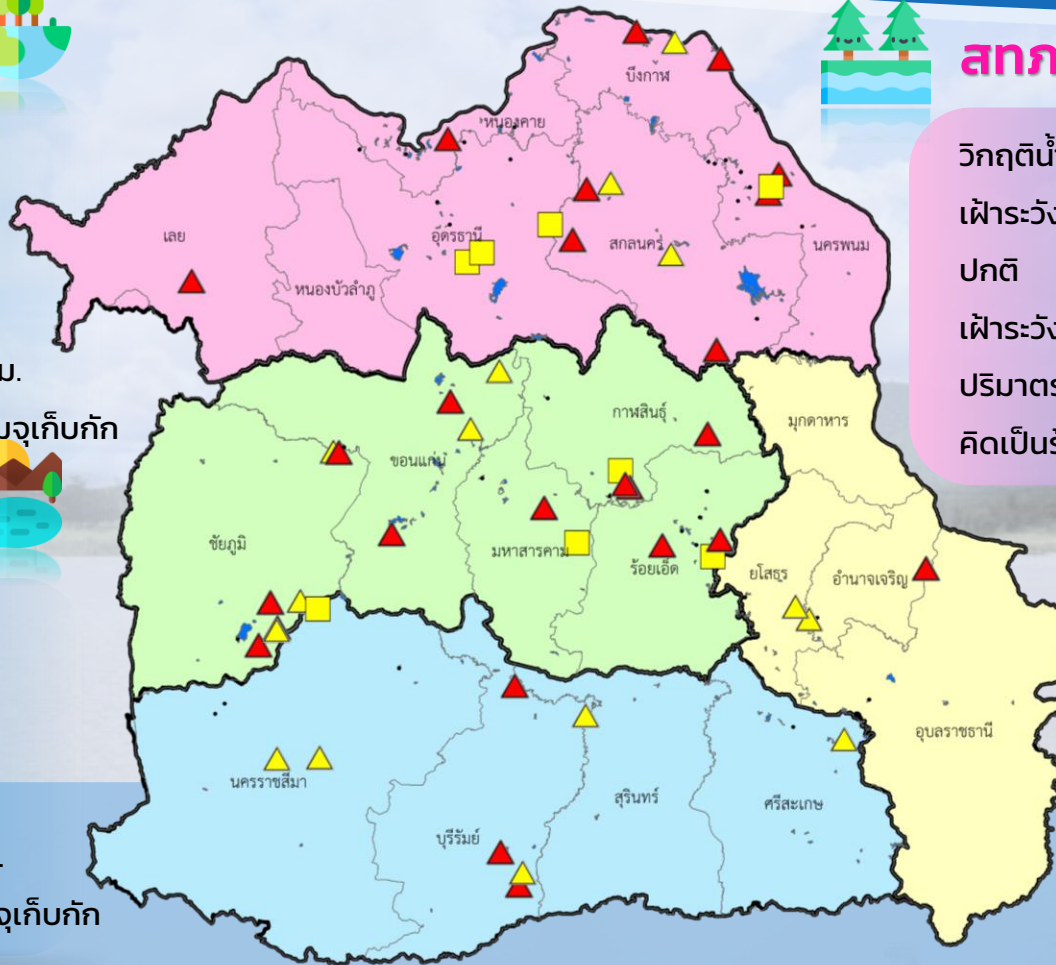 สทภ
วิกฤติน้ำ
เฝ้าระวัง
ปกติ
เฝ้าระวัง
ปริมาตร
คิดเป็นร้
ม.
มจุเก็บกัก
.
จุเก็บกัก
บึงกาฬ
หนองคาย
เลย
อุดรธานี
สกลนคร
นครพนม
หนองบัวลำภู
กาฬสินธุ์
มุกดาหาร
ขอนแก่น
ชัยภูมิ
มหาสารคาม
ร้อยเอ็ด
ยโสธร
อำนาจเจริญ
อุบลราชธานี
นครราชสีมา
สุรินทร์
ศรีสะเกษ
บุรีรัมย์